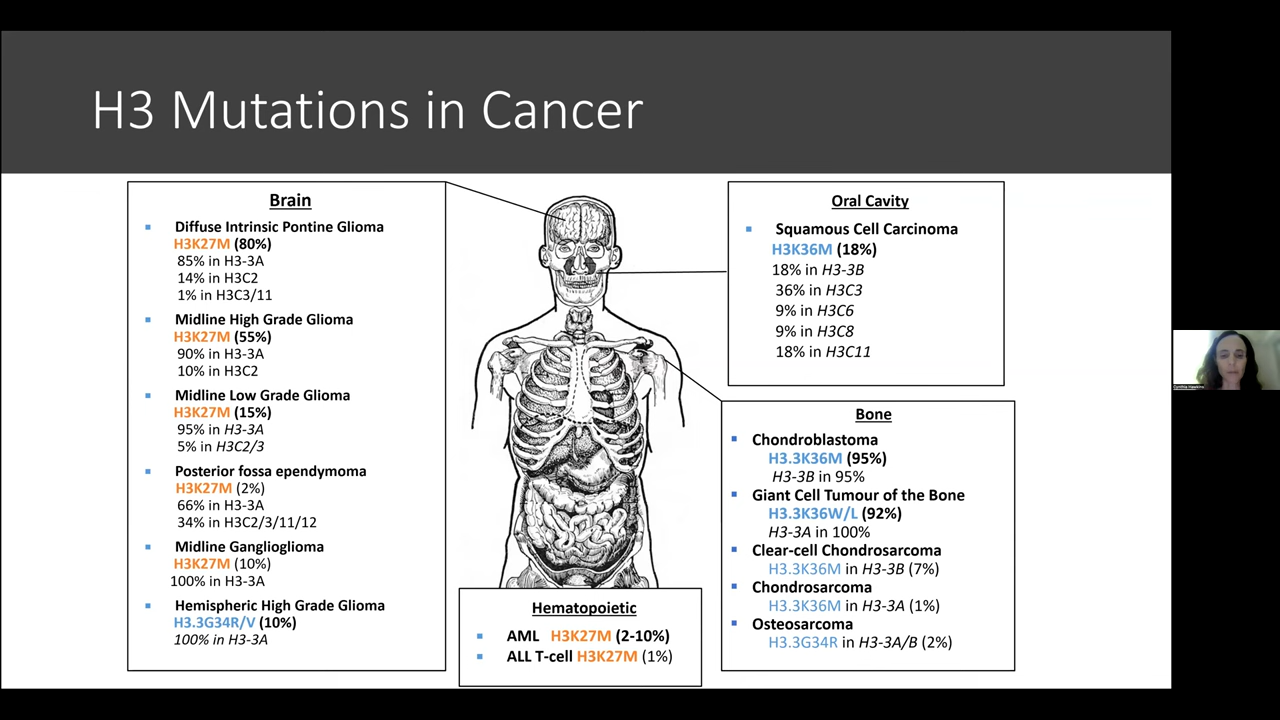 H3 Mutations in Cancer
Brain
Diffuse Intrinsic Pontine Glioma
H3K27M (80%)
85% in H3-3A
14% in H3C2
1% in H3C3/11
Midline High Grade Glioma
H3K27M (55%)
90% in H3-3A
10% in H3C2
Midline Low Grade Glioma
H3K27M (15%)
95% in H3-3A
5% in H3C2/3
Posterior fossa ependymoma
H3K27M (2%)
66% in H3-3A
34% in H3C2/3/11/12
Midline Ganglioglioma
H3K27M (10%)
100% in H3-3A
Hemispheric High Grade Glioma
H3.3G34R/V (10%)
100% in H3-3A
Hematopoietic
AML H3K27M (2-10%)
ALL T-cell H3K27M (1%)
Oral Cavity
Squamous Cell Carcinoma
H3K36M (18%)
18% in H3-3B
36% in H3C3
9% in H3C6
9% in H3C8
18% in H3C11
Bone
Chondroblastoma
H3.3K36M (95%)
H3-3B in 95%
Giant Cell Tumour of the Bone
H3.3K36W/L (92%)
H3-3A in 100%
Clear-cell Chondrosarcoma
H3.3K36M in H3-3B (7%)
Chondrosarcoma
H3.3K36M in H3-3A (1%)
Osteosarcoma
H3.3G34R in H3-3A/B (2%)
Cynthia Hawkins